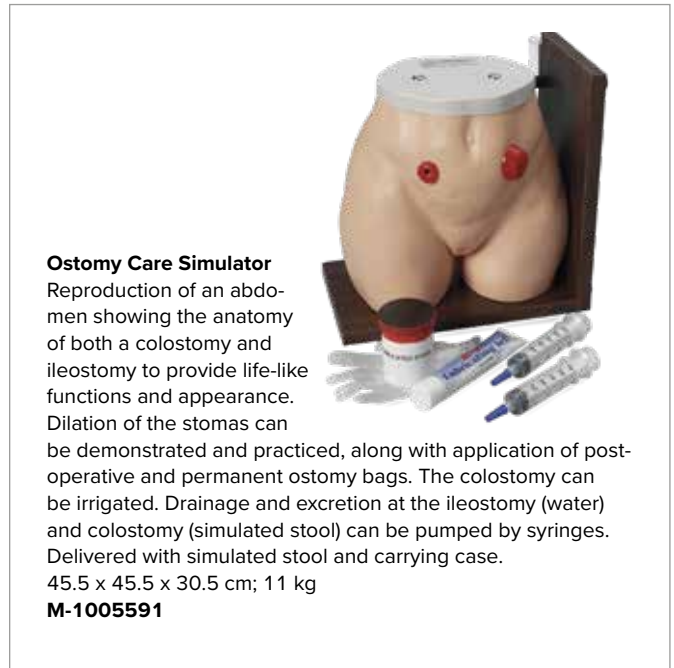 Ostomy Care Simulator
Reproduction of an abdo-
men showing the anatomy
of both a colostomy and
ileostomy to provide life-like
functions and appearance.
Dilation of the stomas can
be demonstrated and practiced, along with application of post-
operative and permanent ostomy bags. The colostomy can
be irrigated. Drainage and excretion at the ileostomy (water)
and colostomy (simulated stool) can be pumped by syringes.
Delivered with simulated stool and carrying case.
45.5 x 45.5 x 30.5 cm; 11 kg
M-1005591